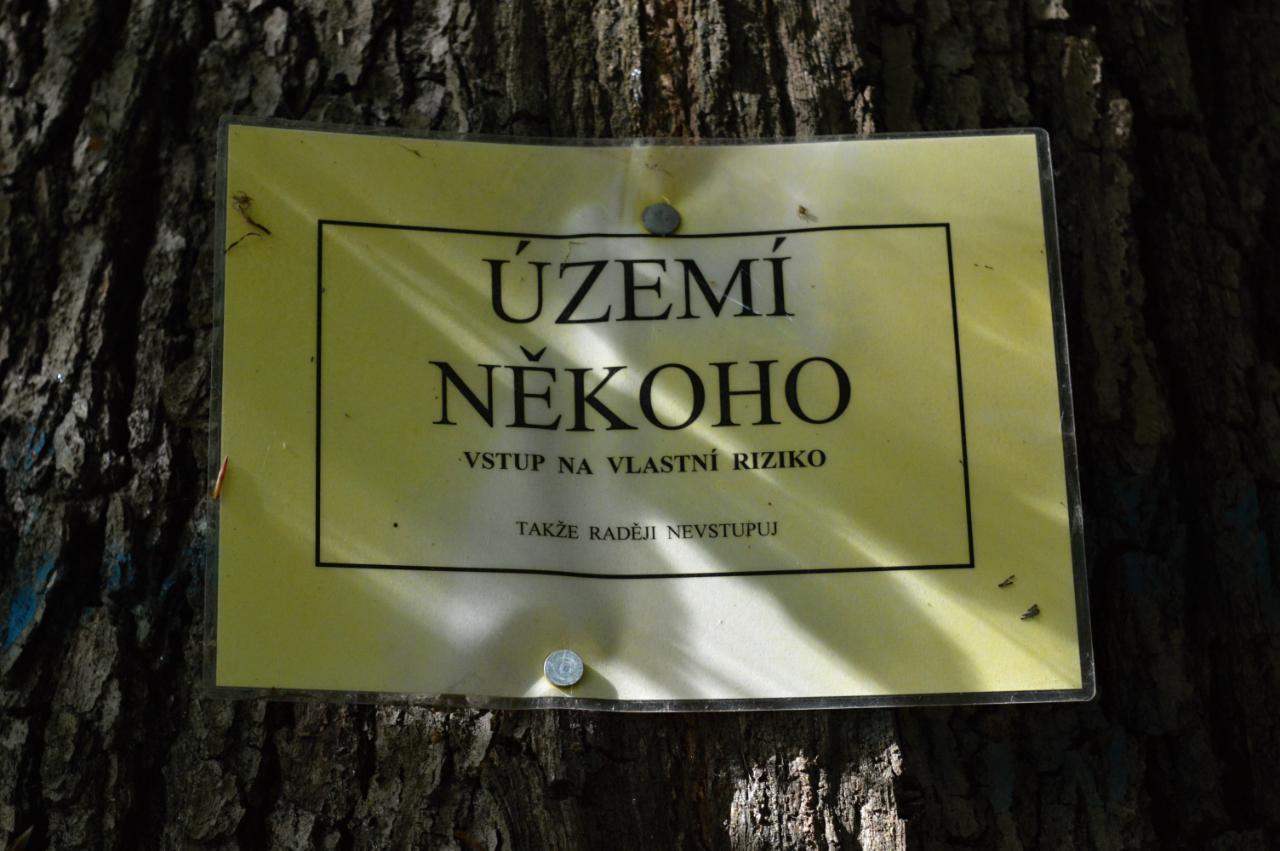 ÚZEMÍ
NĚKOHO
VSTUP NA VLASTNÍ RIZIKO
TAKŽE RADĚJI NEVSTUPUJ